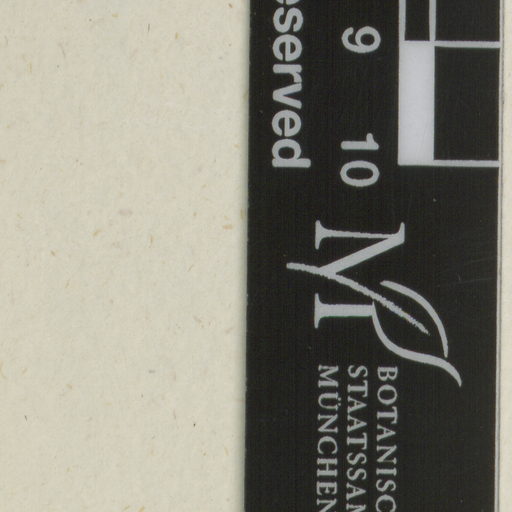 eserved
9 10
M
BOTANISC
STAATSSAM
MÜNCHEN